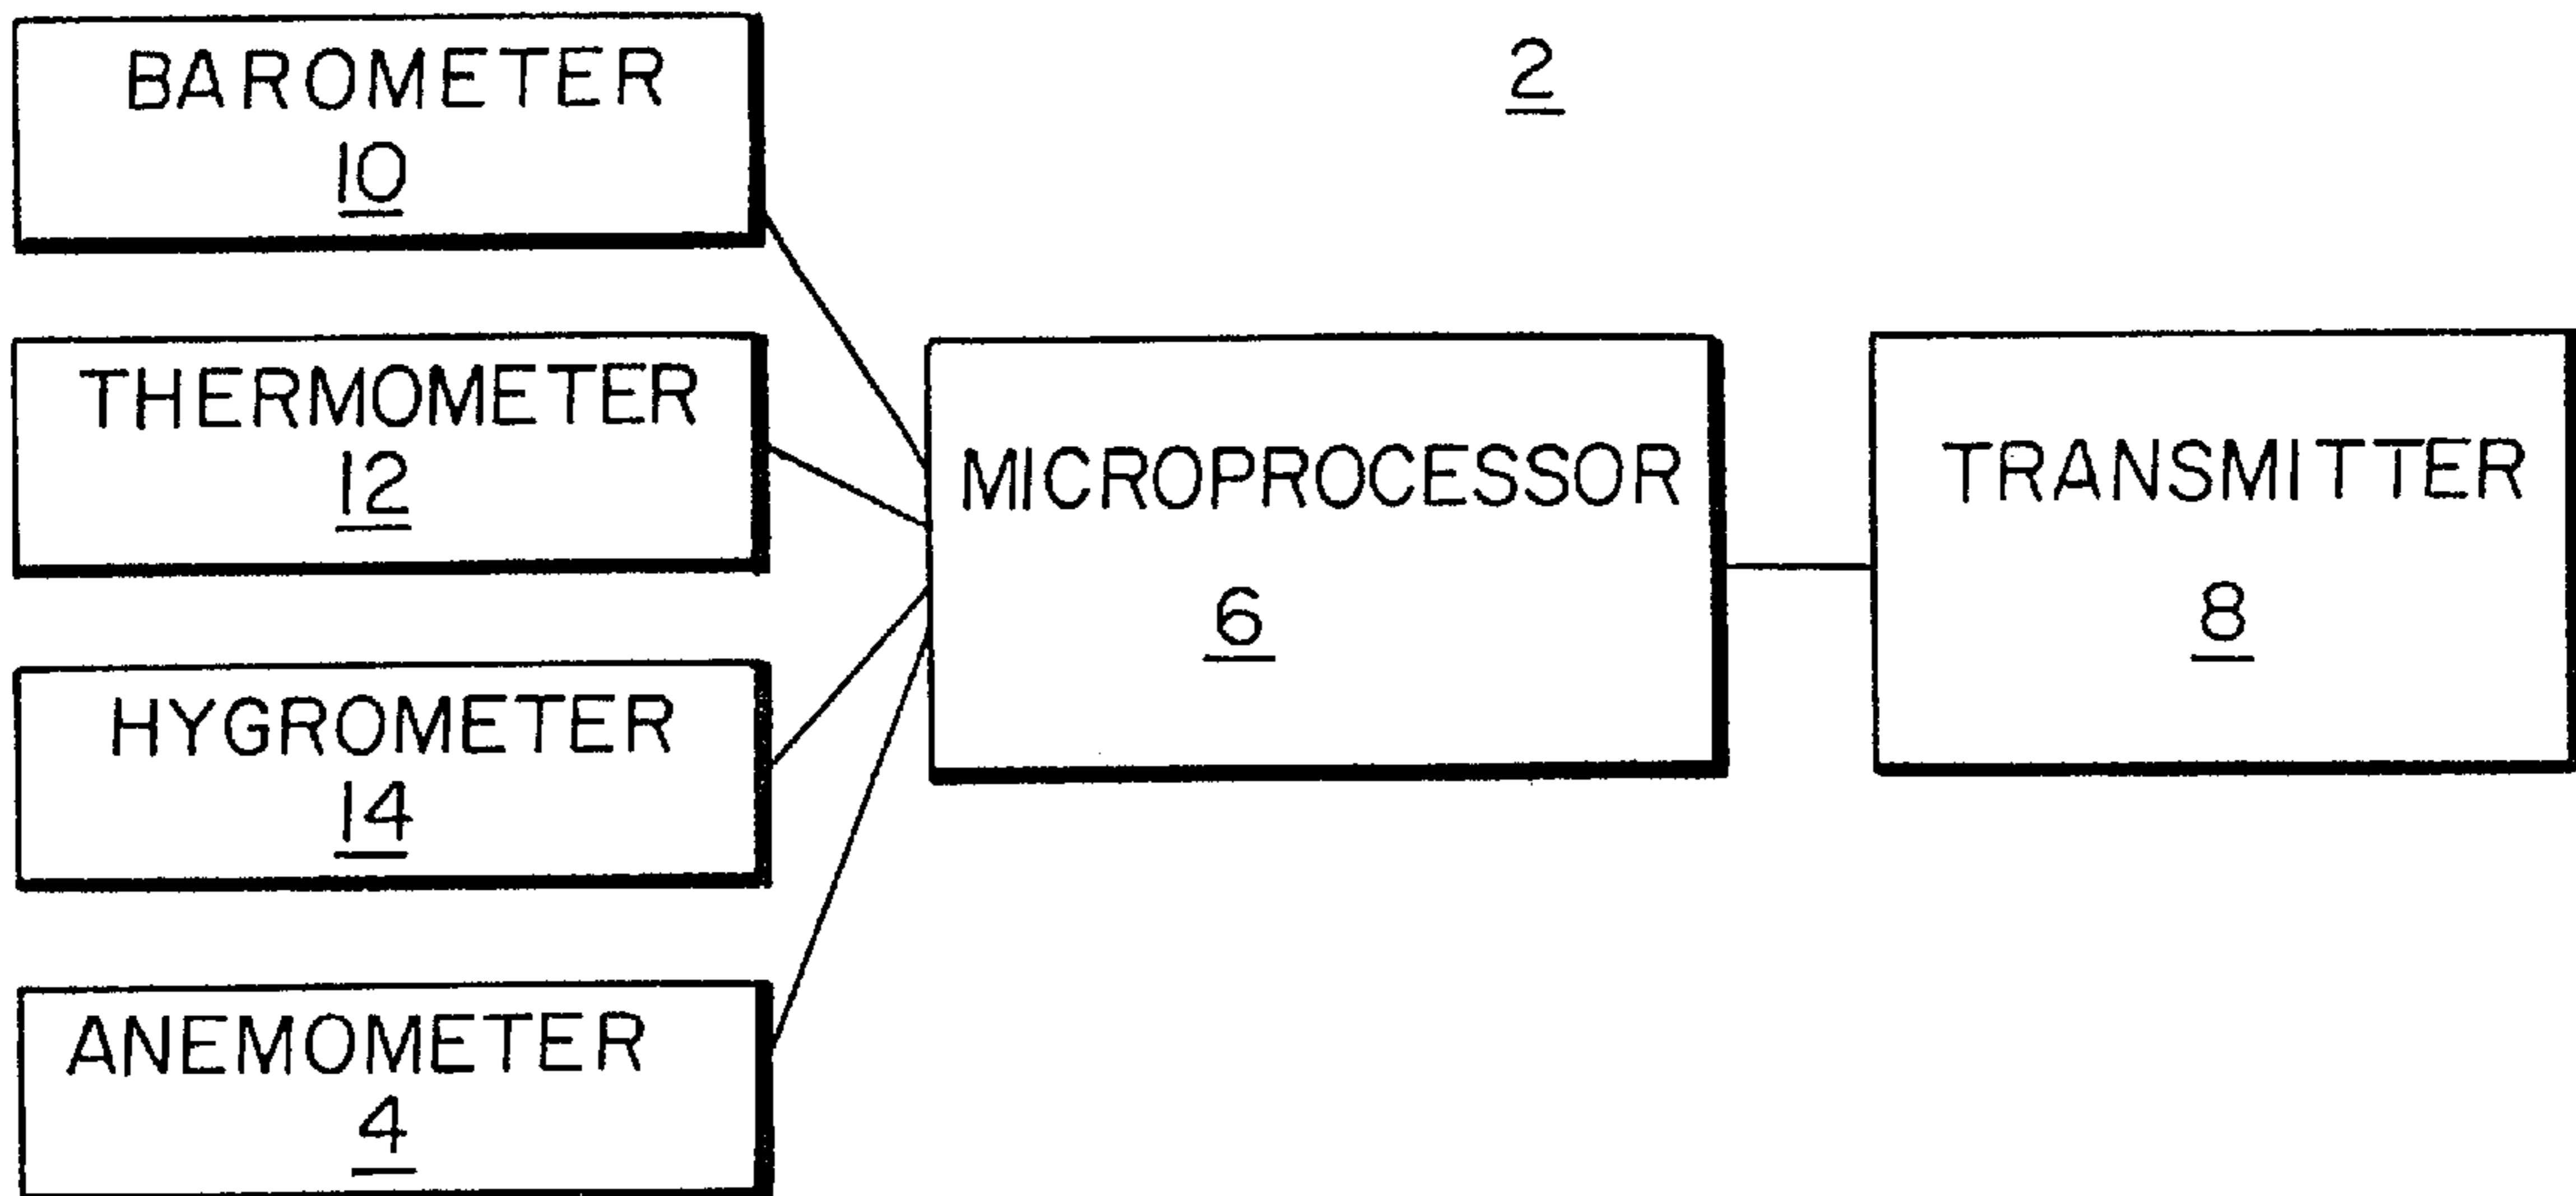 BAROMETER
10
2
THERMOMETER
12
HYGROMETER
14
ANEMOMETER
4
MICROPROCESSOR
6
TRANSMITTER
8